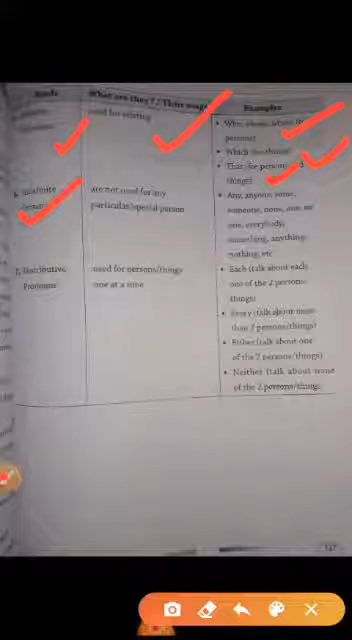 Kinds What are they? / Their usage Examples
used for relating
• Who, whom, whose (for
persons)
• Which (for things)
• That (for persons and
things)
6. Indefinite are not used for any • Any, anyone, some,
particular/special person someone, none, one, no
one, everybody,
something, anything,
nothing, etc
7. Distributive used for persons/things • Each (talk about each
Pronouns one at a time one of the 2 persons/
things)
• Every (talk about more
than 2 persons/things)
• Either (talk about one
of the 2 persons/things)
• Neither (talk about none
of the 2 persons/things
127